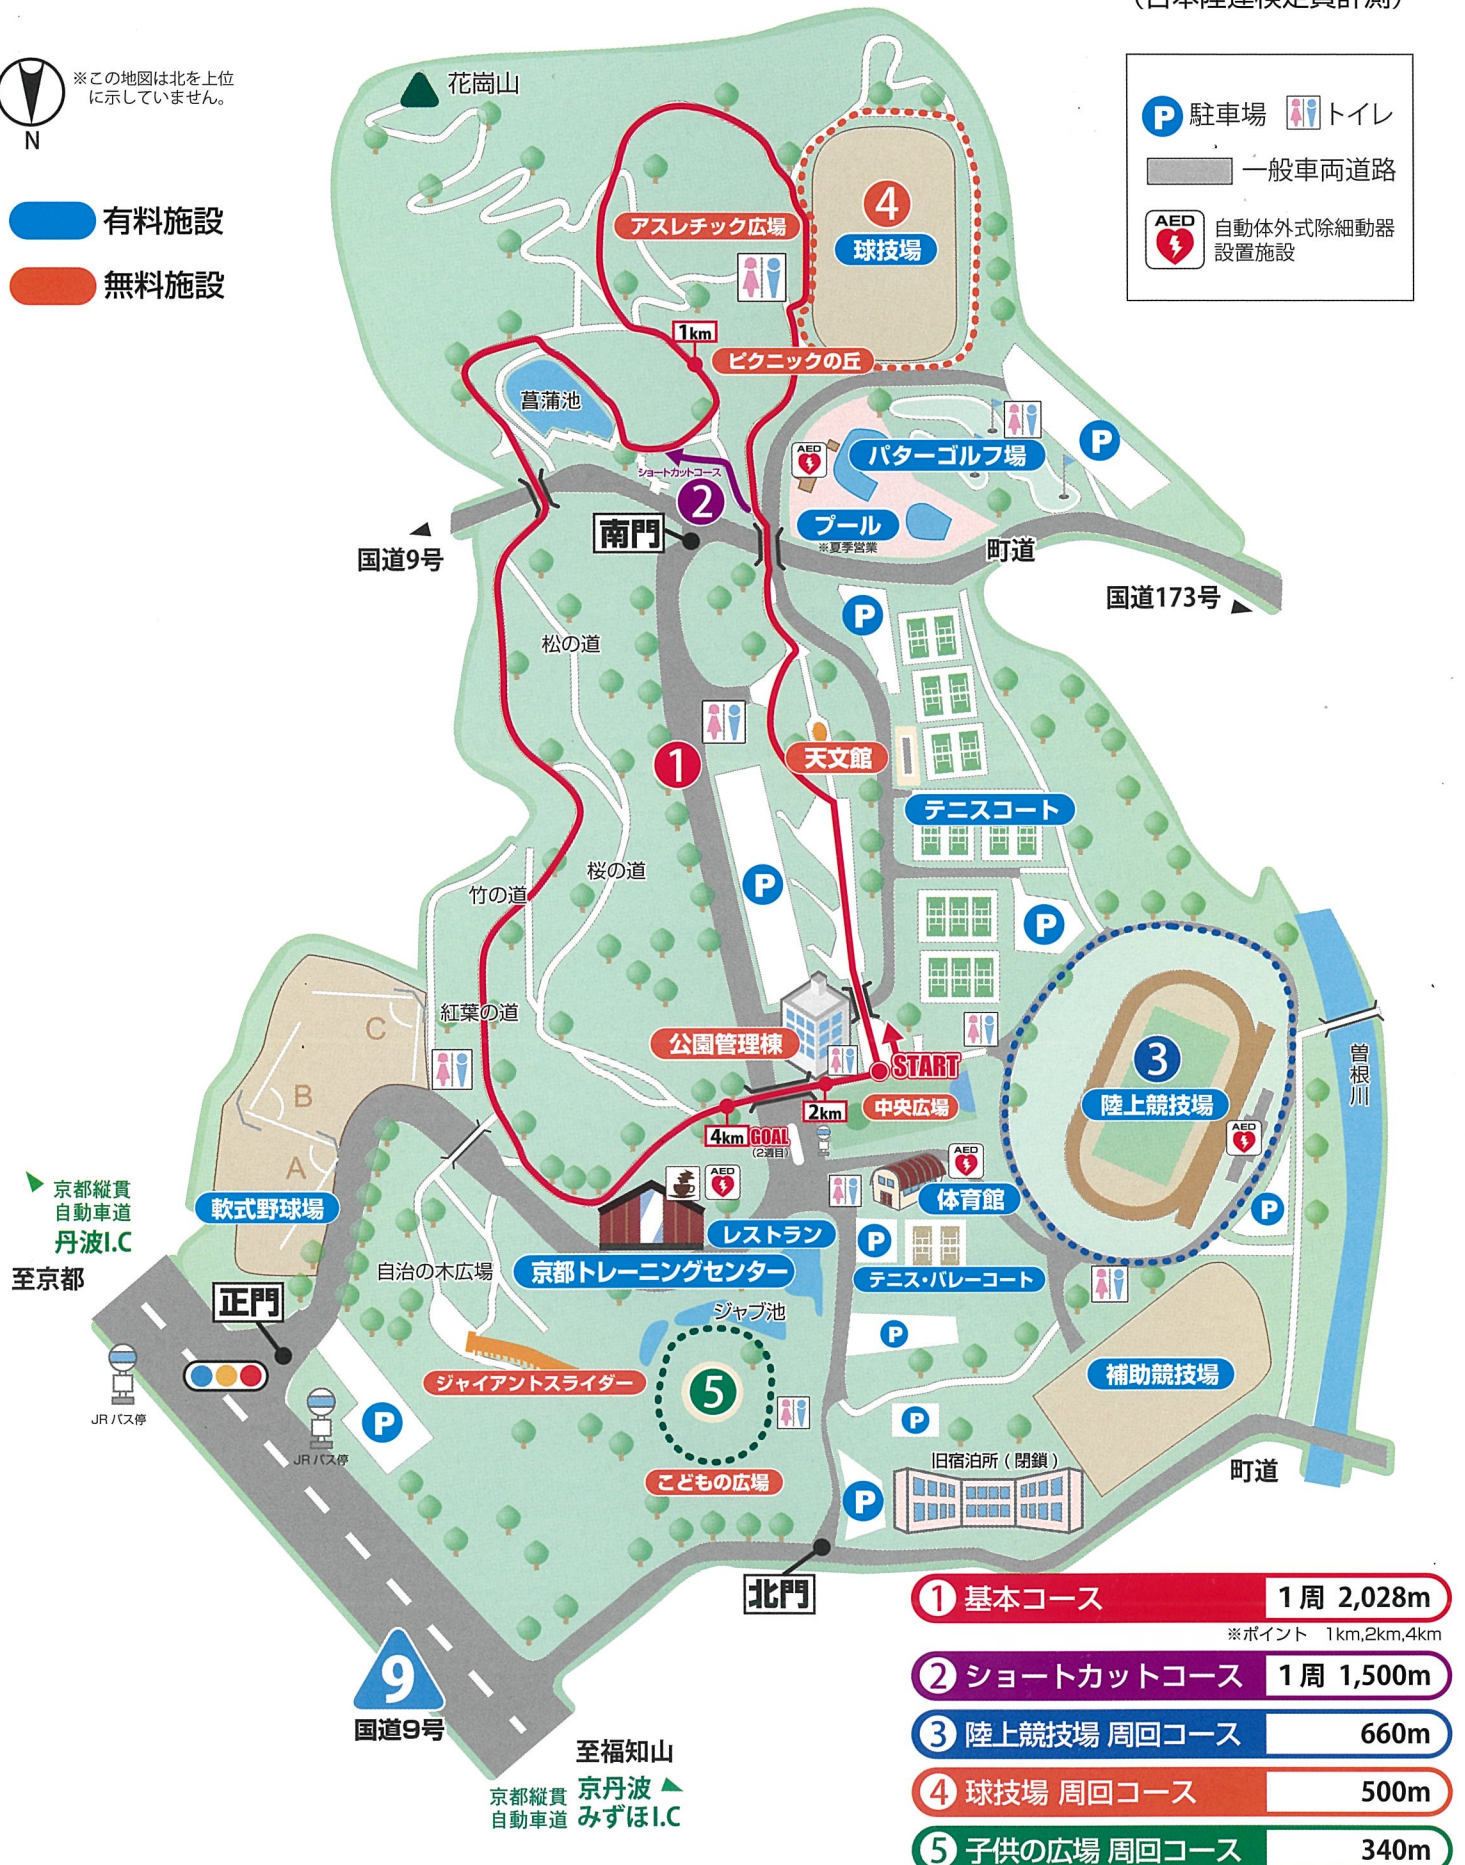 (日本陸連検定員計測)
※この地図は北を上位
に示していません。
N
有料施設
無料施設
P 駐車場 トイレ
一般車両道路
AED 自動体外式除細動器
設置施設
花崗山
アスレチック広場
4
球技場
1km
ピクニックの丘
菖蒲池
ショートカットコース
2
南門
AED
パターゴルフ場
P
プール
※夏季営業
町道
国道9号
国道173号
P
松の道
1
天文館
テニスコート
桜の道
竹の道
P
P
紅葉の道
公園管理棟
START
中央広場
2km
4km GOAL
(2週目)
3
陸上競技場
AED
曽根川
C
B
A
軟式野球場
AED
AED
体育館
レストラン
京都トレーニングセンター
P
テニス・バレーコート
P
京都縦貫
自動車道
丹波I.C
至京都
正門
自治の木広場
ジャブ池
ジャイアントスライダー
5
こどもの広場
P
補助競技場
JR バス停
JR バス停
P
P
旧宿泊所(閉鎖)
P
町道
北門
9
国道9号
至福知山
京都縦貫
自動車道
京丹波
みずほI.C
1 基本コース 1周 2,028m
※ポイント 1km,2km,4km
2 ショートカットコース 1周 1,500m
3 陸上競技場 周回コース 660m
4 球技場 周回コース 500m
5 子供の広場 周回コース 340m